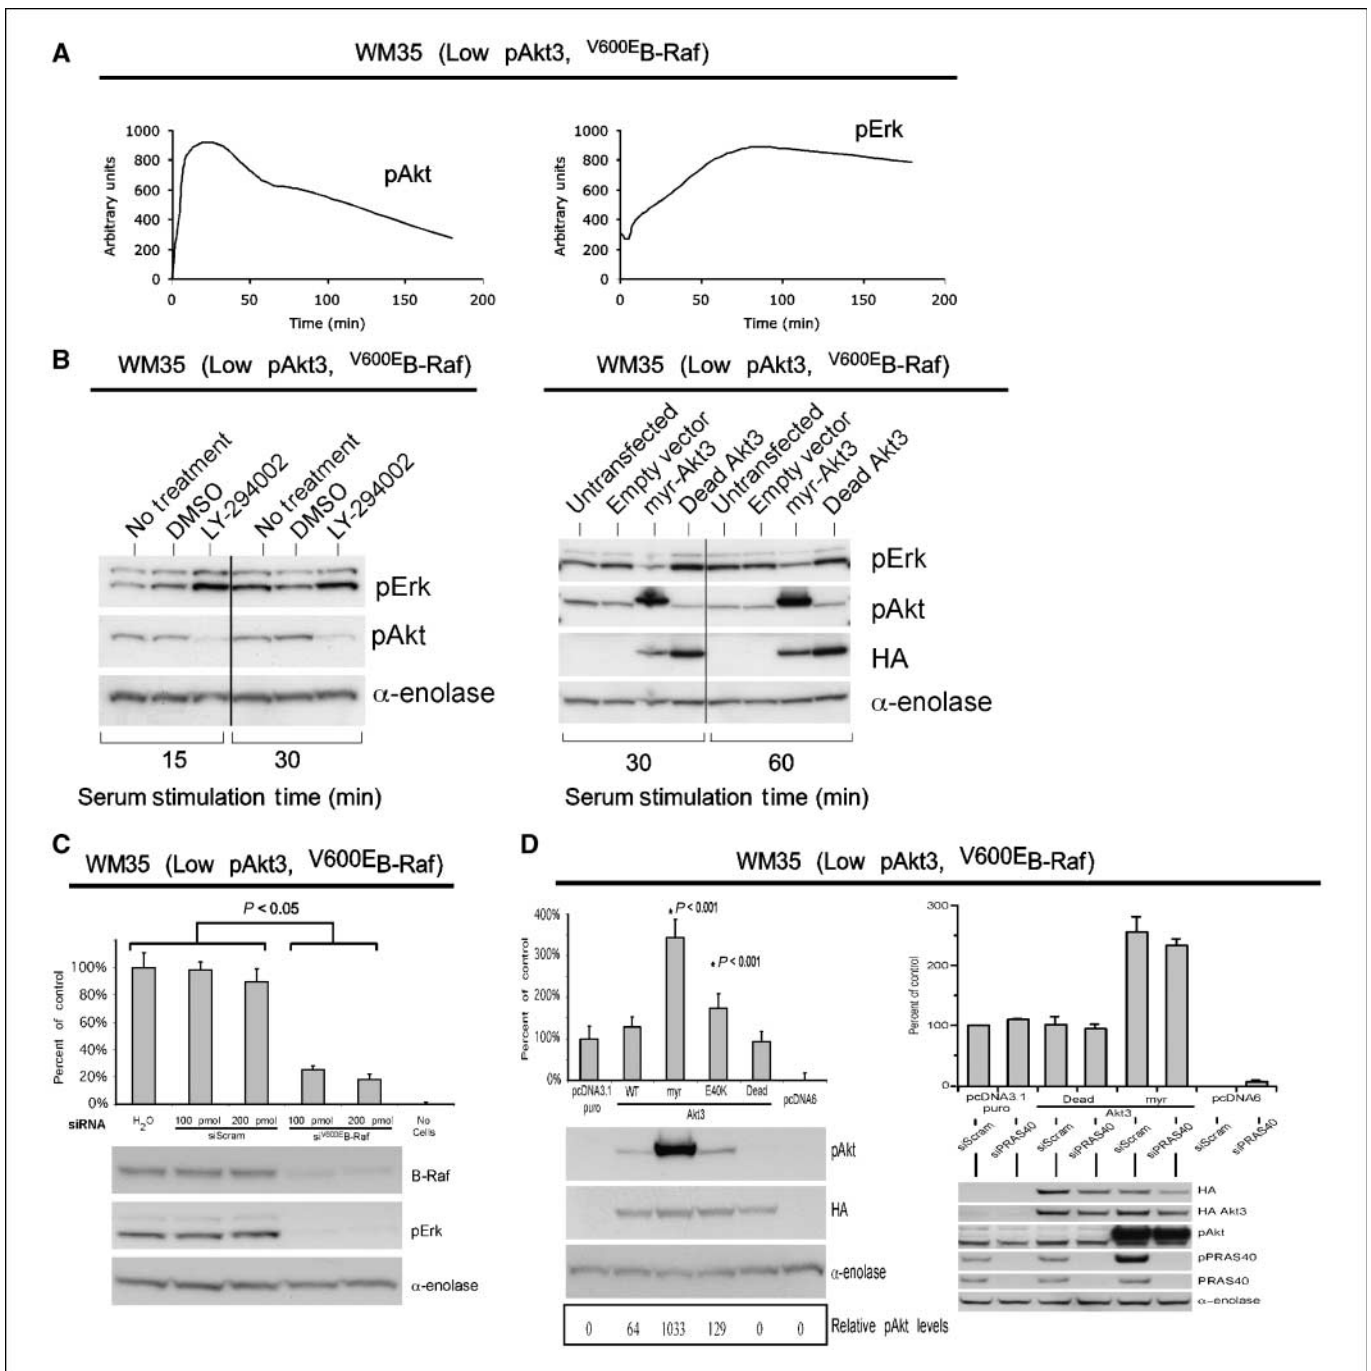 A
WM35 (Low pAkt3, V600EB-Raf)
1000
800
600
400
200
0
Arbitrary units
pAkt
0 50 100 150 200
Time (min)
1000
800
600
400
200
0
Arbitrary units
pErk
0 50 100 150 200
Time (min)
B
WM35 (Low pAkt3, V600EB-Raf)
No treatment
DMSO
LY-294002
No treatment
DMSO
LY-294002
pErk
pAkt
α-enolase
15 30
Serum stimulation time (min)
WM35 (Low pAkt3, V600EB-Raf)
Untransfected
Empty vector
myr-Akt3
Dead Akt3
Untransfected
Empty vector
myr-Akt3
Dead Akt3
pErk
pAkt
HA
α-enolase
30 60
Serum stimulation time (min)
C
WM35 (Low pAkt3, V600EB-Raf)
P < 0.05
100%
80%
60%
40%
20%
0%
Percent of control
siRNA H2O 100 pmol 200 pmol 100 pmol 200 pmol No Cells
siScram siV600EB-Raf
B-Raf
pErk
α-enolase
D
WM35 (Low pAkt3, V600EB-Raf)
400%
300%
200%
100%
0%
Percent of control
* P < 0.001
* P < 0.001
pcDNA3.1 puro WT myr E40K Dead pcDNA6
Akt3
pAkt
HA
α-enolase
0 64 1033 129 0 0 Relative pAkt levels
300
200
100
0
Percent of control
pcDNA3.1 puro Dead myr pcDNA6
Akt3
siScram
siPRAS40
siScram
siPRAS40
siScram
siPRAS40
siScram
siPRAS40
HA
HA Akt3
pAkt
pPRAS40
PRAS40
α-enolase